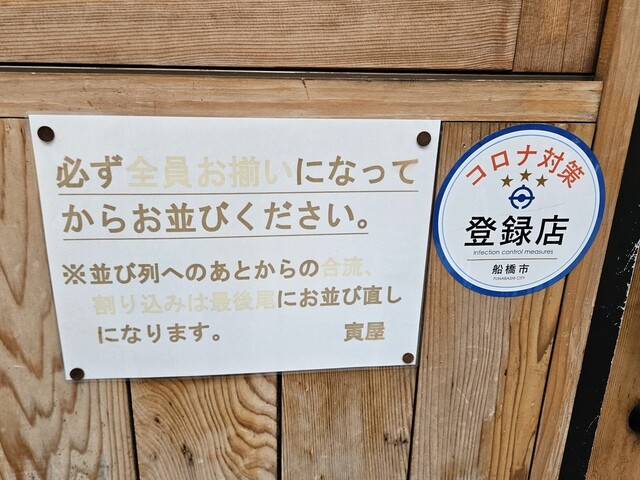 必ず全員お揃いになって
からお並びください。
※並び列へのあとからの合流、
割り込みは最後尾にお並び直し
になります。 寅屋
コロナ対策
登録店
Infection control measures
船橋市
FUNABASHI CITY